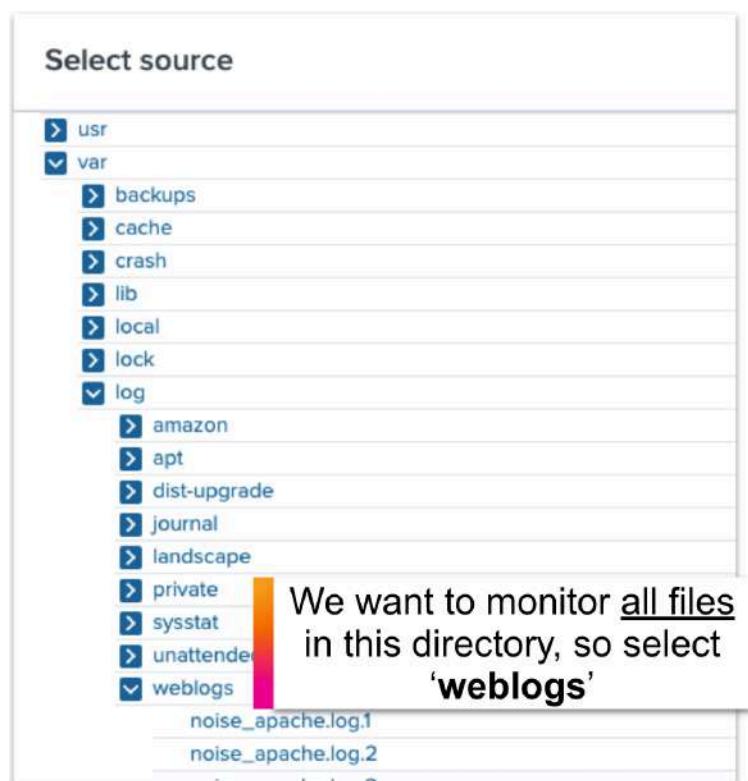 Select source
usr
var
backups
cache
crash
lib
local
lock
log
amazon
apt
dist-upgrade
journal
landscape
private
sysstat
We want to monitor all files
in this directory, so select
‘weblogs’
weblogs
noise_apache.log.1
noise_apache.log.2